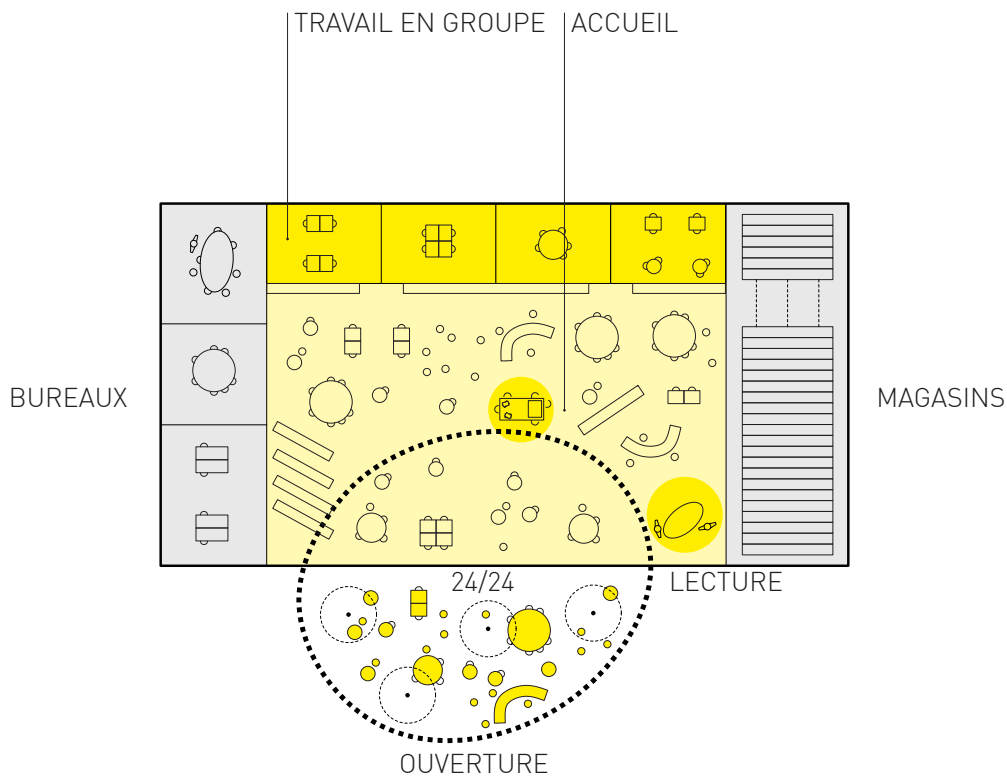 TRAVAIL EN GROUPE
ACCUEIL
BUREAUX
MAGASINS
24/24
LECTURE
OUVERTURE